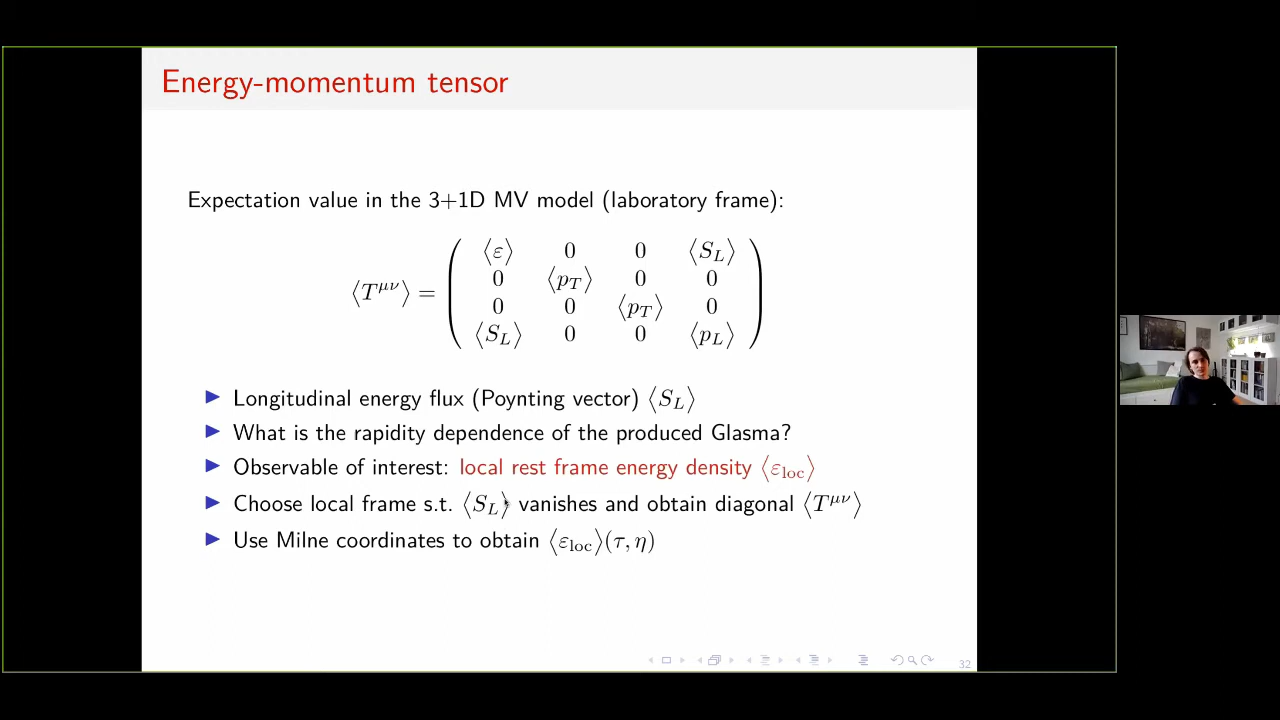 Energy-momentum tensor
Expectation value in the 3+1D MV model (laboratory frame):
⟨ε⟩ 0 0 ⟨S_L⟩
0 ⟨p_T⟩ 0 0
⟨T^{μν}⟩ =
0 0 ⟨p_T⟩ 0
⟨S_L⟩ 0 0 ⟨p_L⟩
▶ Longitudinal energy flux (Poynting vector) ⟨S_L⟩
▶ What is the rapidity dependence of the produced Glasma?
▶ Observable of interest: local rest frame energy density ⟨ε_loc⟩
▶ Choose local frame s.t. ⟨S_L⟩ vanishes and obtain diagonal ⟨T^{μν}⟩
▶ Use Milne coordinates to obtain ⟨ε_loc⟩(τ, η)
32